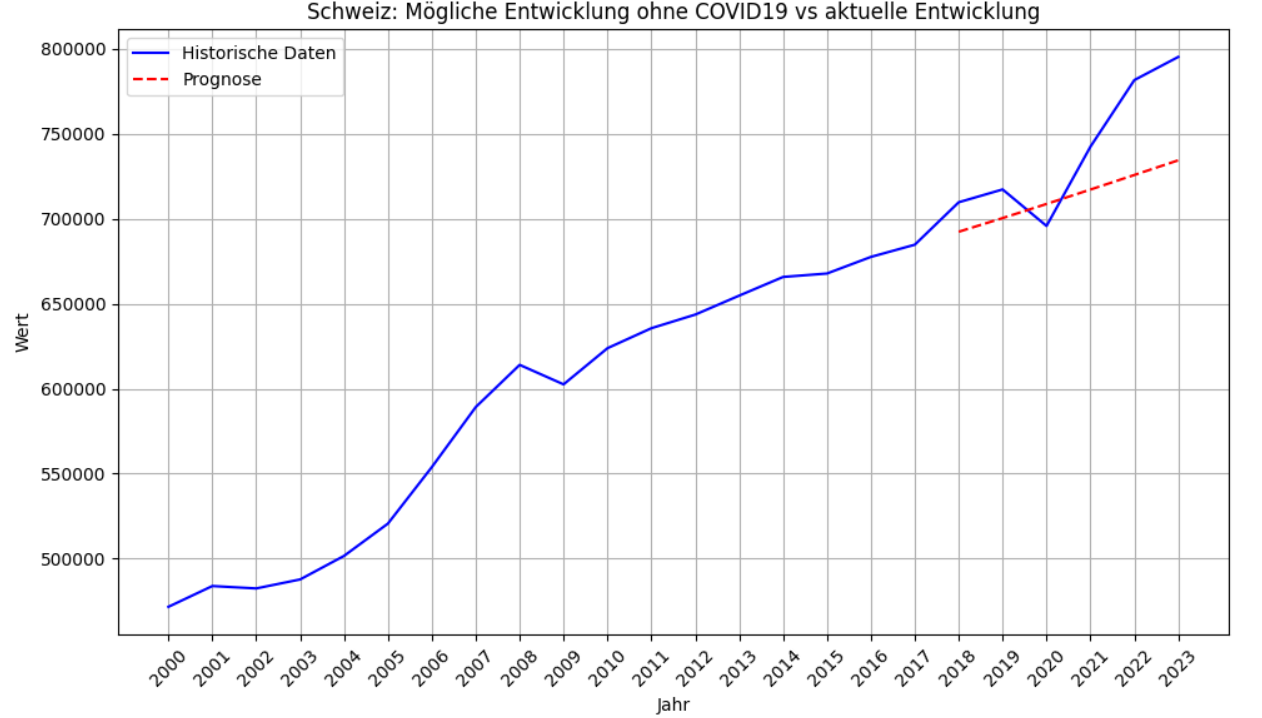 Schweiz: Mögliche Entwicklung ohne COVID19 vs aktuelle Entwicklung
Historische Daten
Prognose
800000
750000
700000
650000
600000
550000
500000
Wert
2000 2001 2002 2003 2004 2005 2006 2007 2008 2009 2010 2011 2012 2013 2014 2015 2016 2017 2018 2019 2020 2021 2022 2023
Jahr